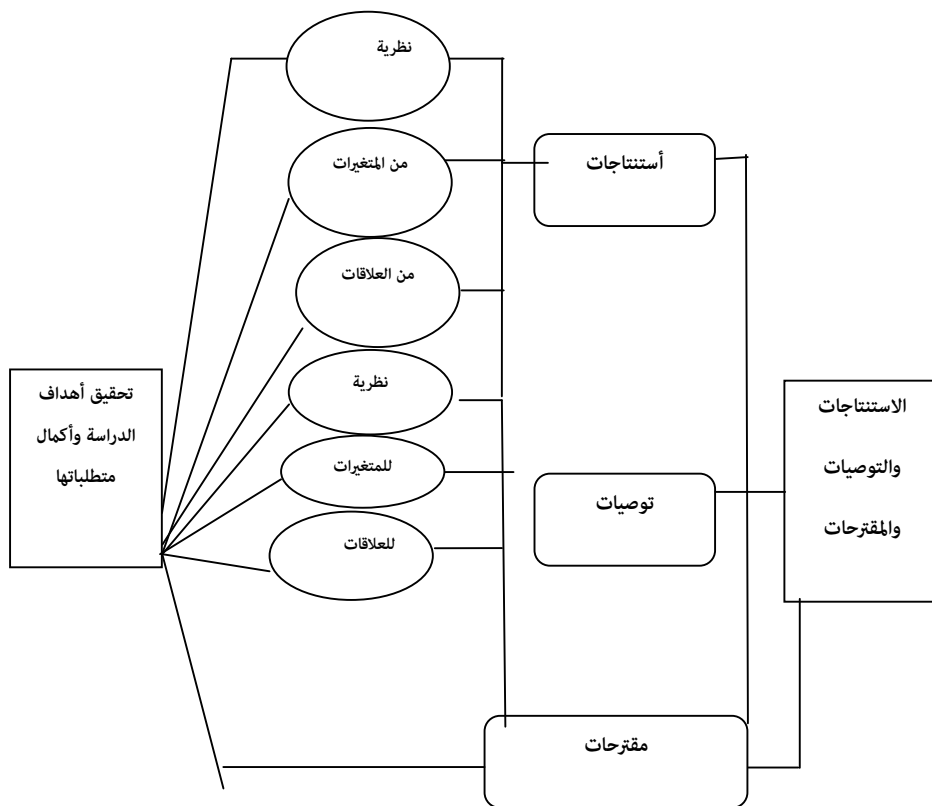 الاستنتاجات
والتوصيات
والمقترحات
أستنتاجات
توصيات
مقترحات
نظرية
من المتغيرات
من العلاقات
نظرية
للمتغيرات
للعلاقات
تحقيق أهداف
الدراسة وأكمال
متطلباتها